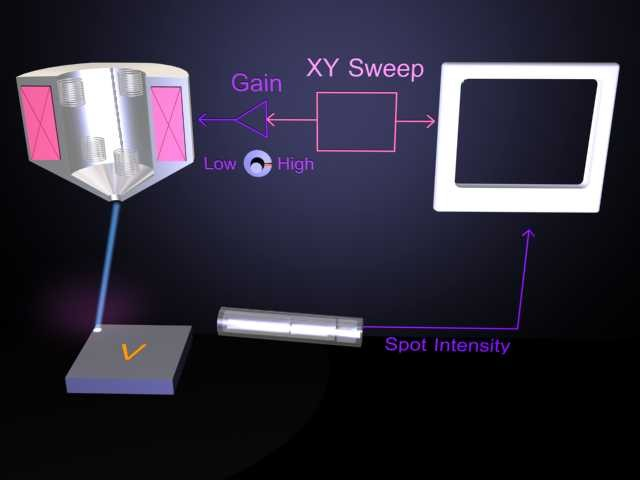 XY Sweep
Gain
Low High
V
Spot Intensity